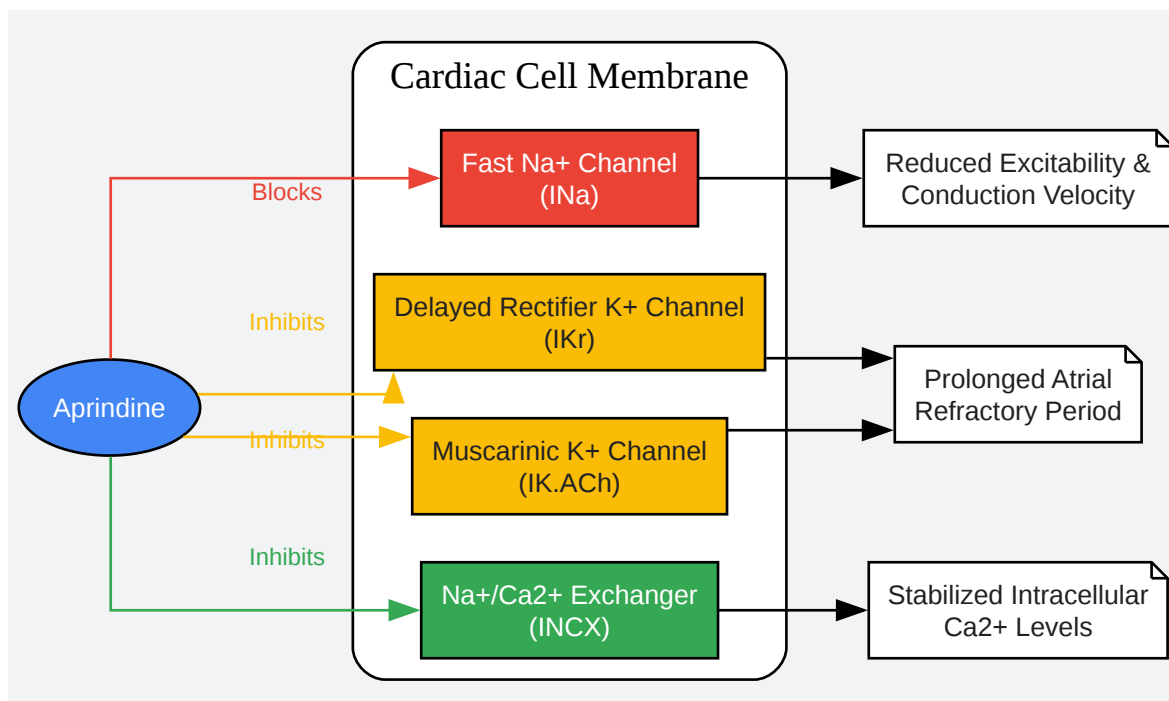 Cardiac Cell Membrane
Fast Na+ Channel
(INa)
Reduced Excitability &
Conduction Velocity
Blocks
Delayed Rectifier K+ Channel
(IKr)
Inhibits
Prolonged Atrial
Refractory Period
Aprindine
Inhibits
Muscarinic K+ Channel
(IK.ACh)
Inhibits
Na+/Ca2+ Exchanger
(INCX)
Stabilized Intracellular
Ca2+ Levels